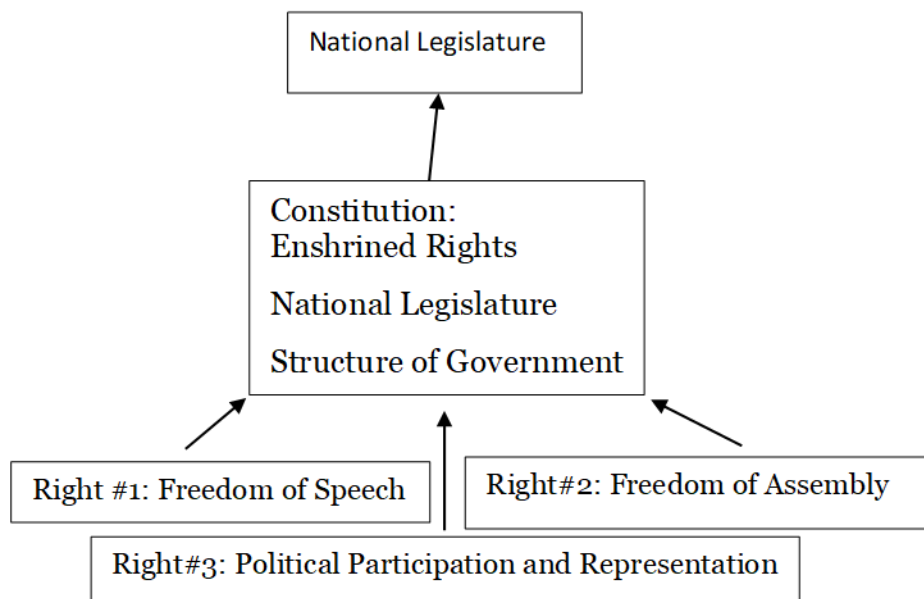 National Legislature
Constitution:
Enshrined Rights
National Legislature
Structure of Government
Right #1: Freedom of Speech
Right#2: Freedom of Assembly
Right#3: Political Participation and Representation